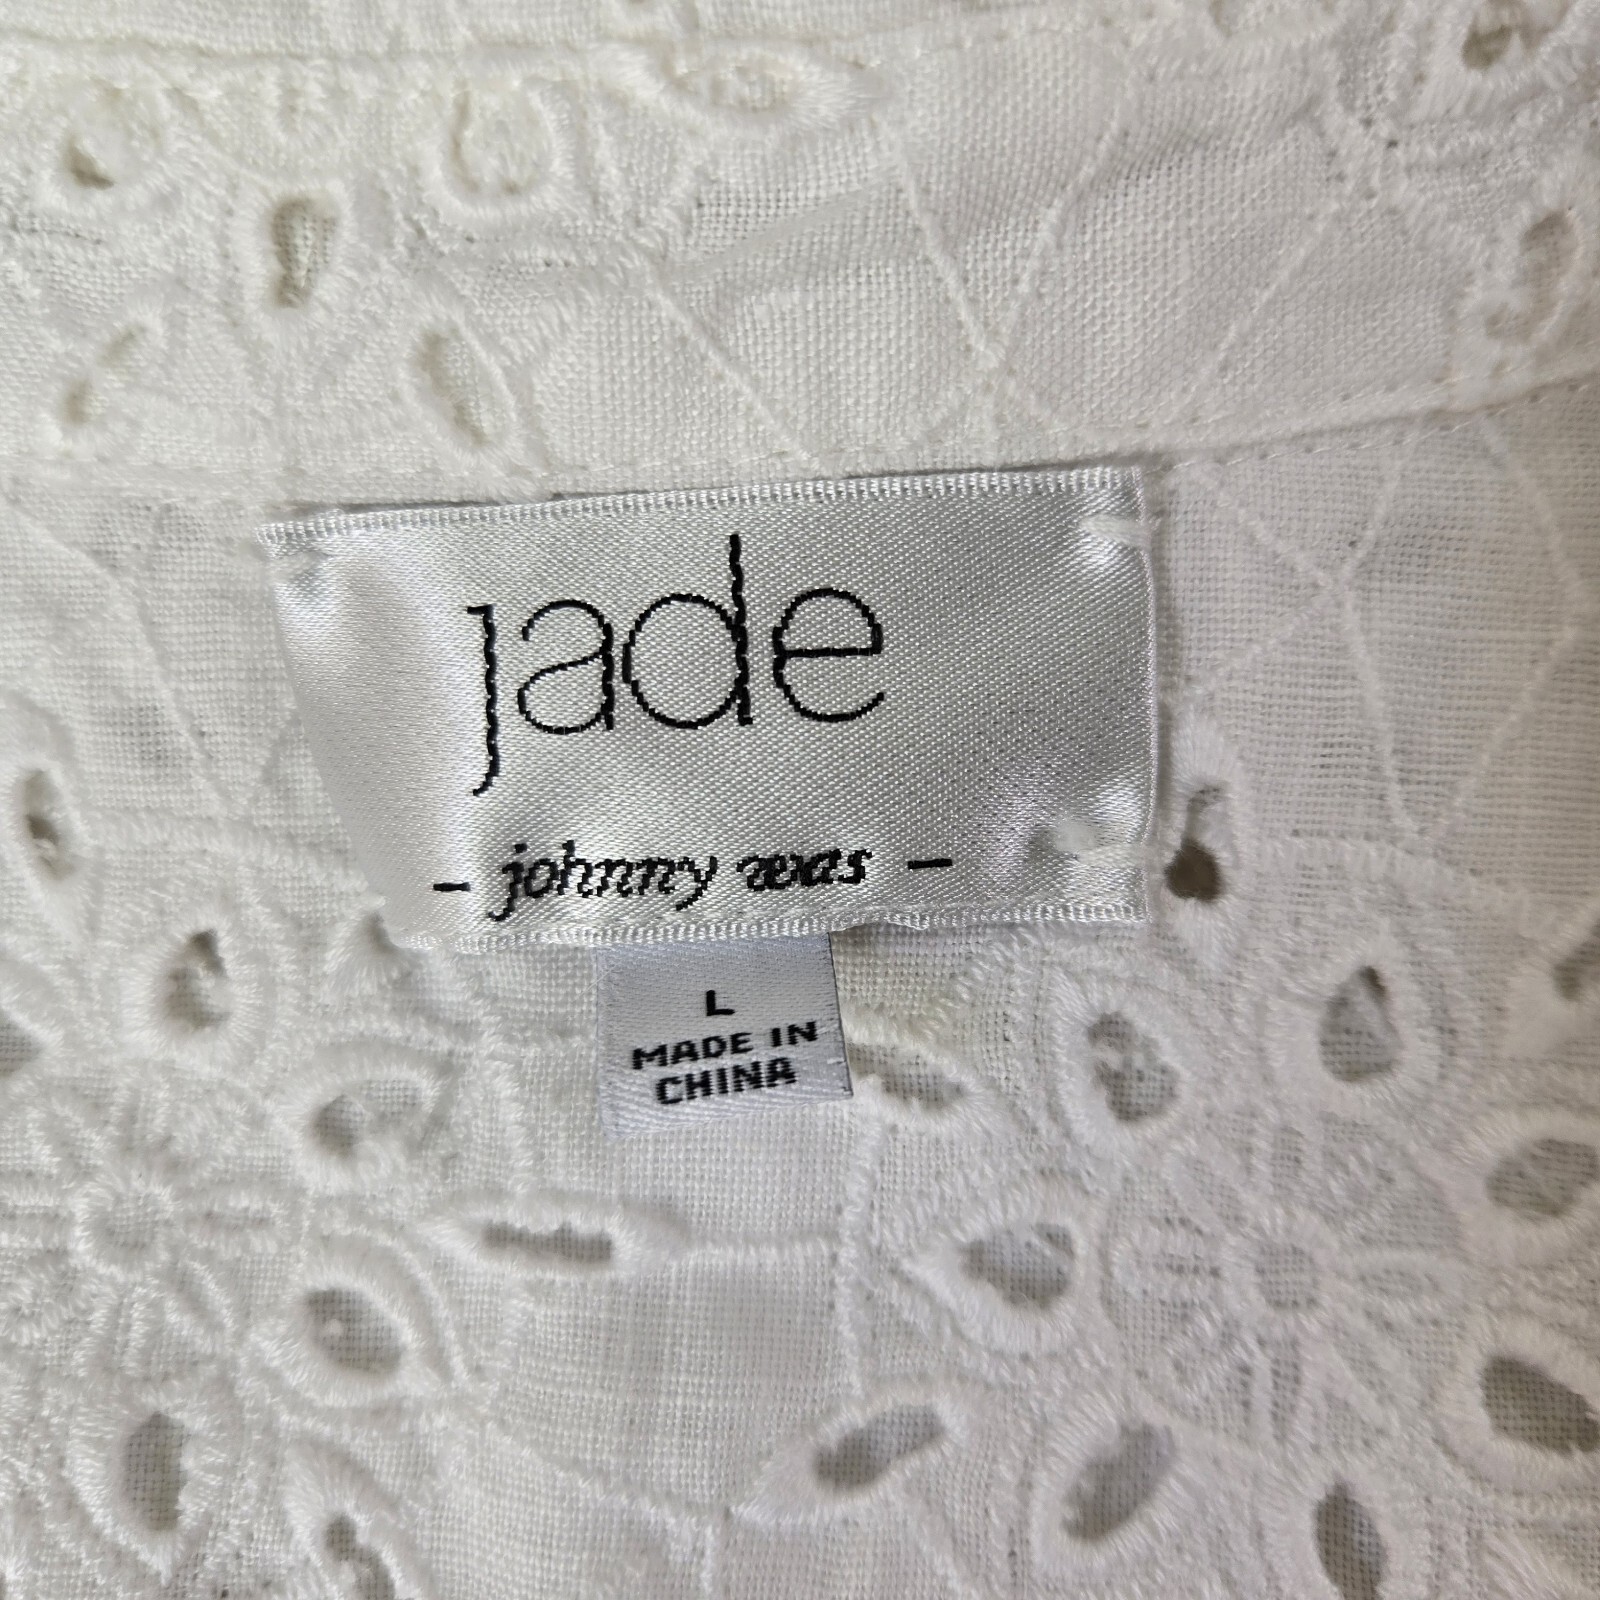 jade
- johnny was -
L
MADE IN
CHINA